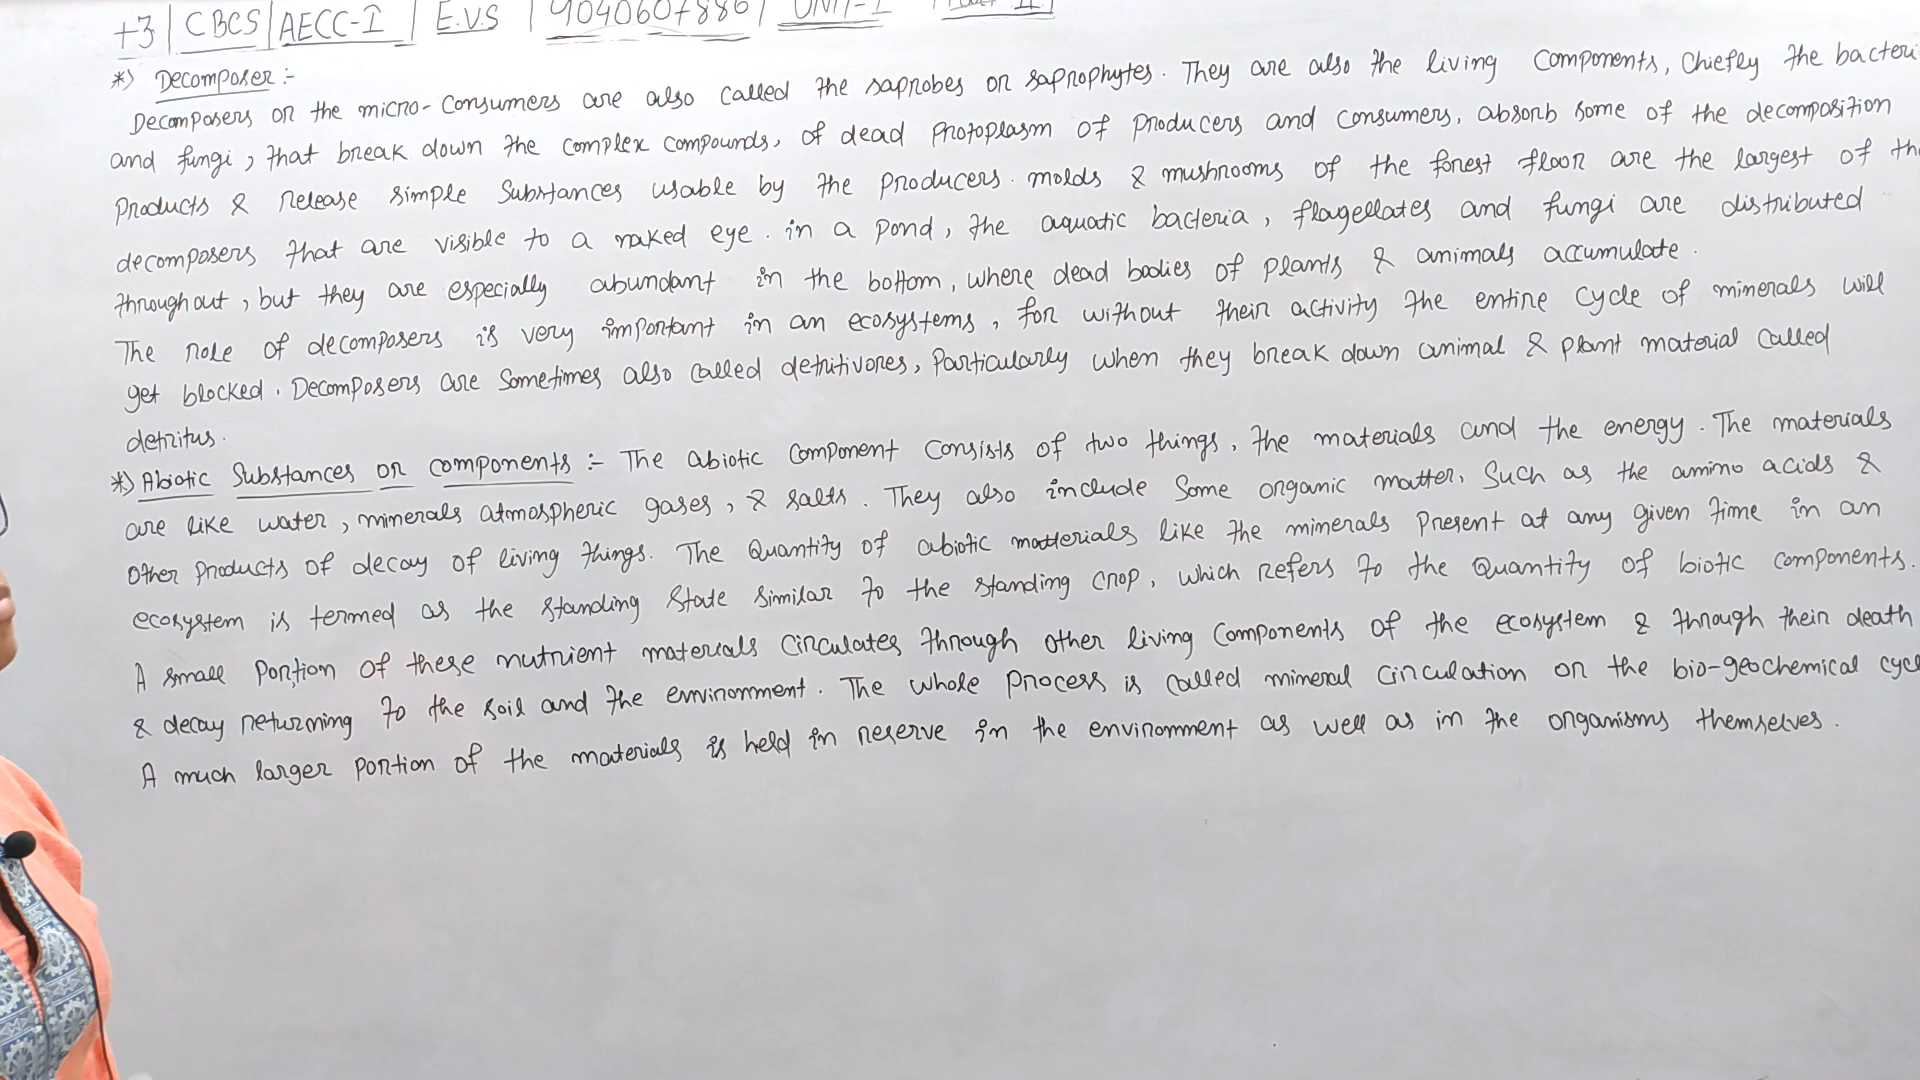 +3 | CBCS | AECC-I | E.V.S | 9040607886 | UNIT-I
*) Decomposer :-
Decomposers or the micro-consumers are also called the saprobes or saprophytes. They are also the living components, chiefly the bacteri
and fungi, that break down the complex compounds, of dead protoplasm of producers and consumers, absorb some of the decomposition
products & release simple substances usable by the producers. molds & mushrooms of the forest floor are the largest of th
decomposers that are visible to a naked eye. in a pond, the aquatic bacteria, flagellates and fungi are distributed
throughout, but they are especially abundant in the bottom, where dead bodies of plants & animals accumulate.
The role of decomposers is very important in an ecosystems, for without their activity the entire cycle of minerals will
get blocked. Decomposers are sometimes also called detritivores, particularly when they break down animal & plant material called
detritus.
*) Abiotic Substances or components :- The abiotic component consists of two things, the materials and the energy. The materials
are like water, minerals atmospheric gases, & salts. They also include some organic matter, such as the amino acids &
other products of decay of living things. The quantity of abiotic matterials like the minerals present at any given time in an
ecosystem is termed as the standing state similar to the standing crop, which refers to the quantity of biotic components.
A small portion of these nutrient materials circulates through other living components of the ecosystem & through their death
& decay returning to the soil and the environment. The whole process is called mineral circulation or the bio-geochemical cycl
A much larger portion of the materials is held in reserve in the environment as well as in the organisms themselves.